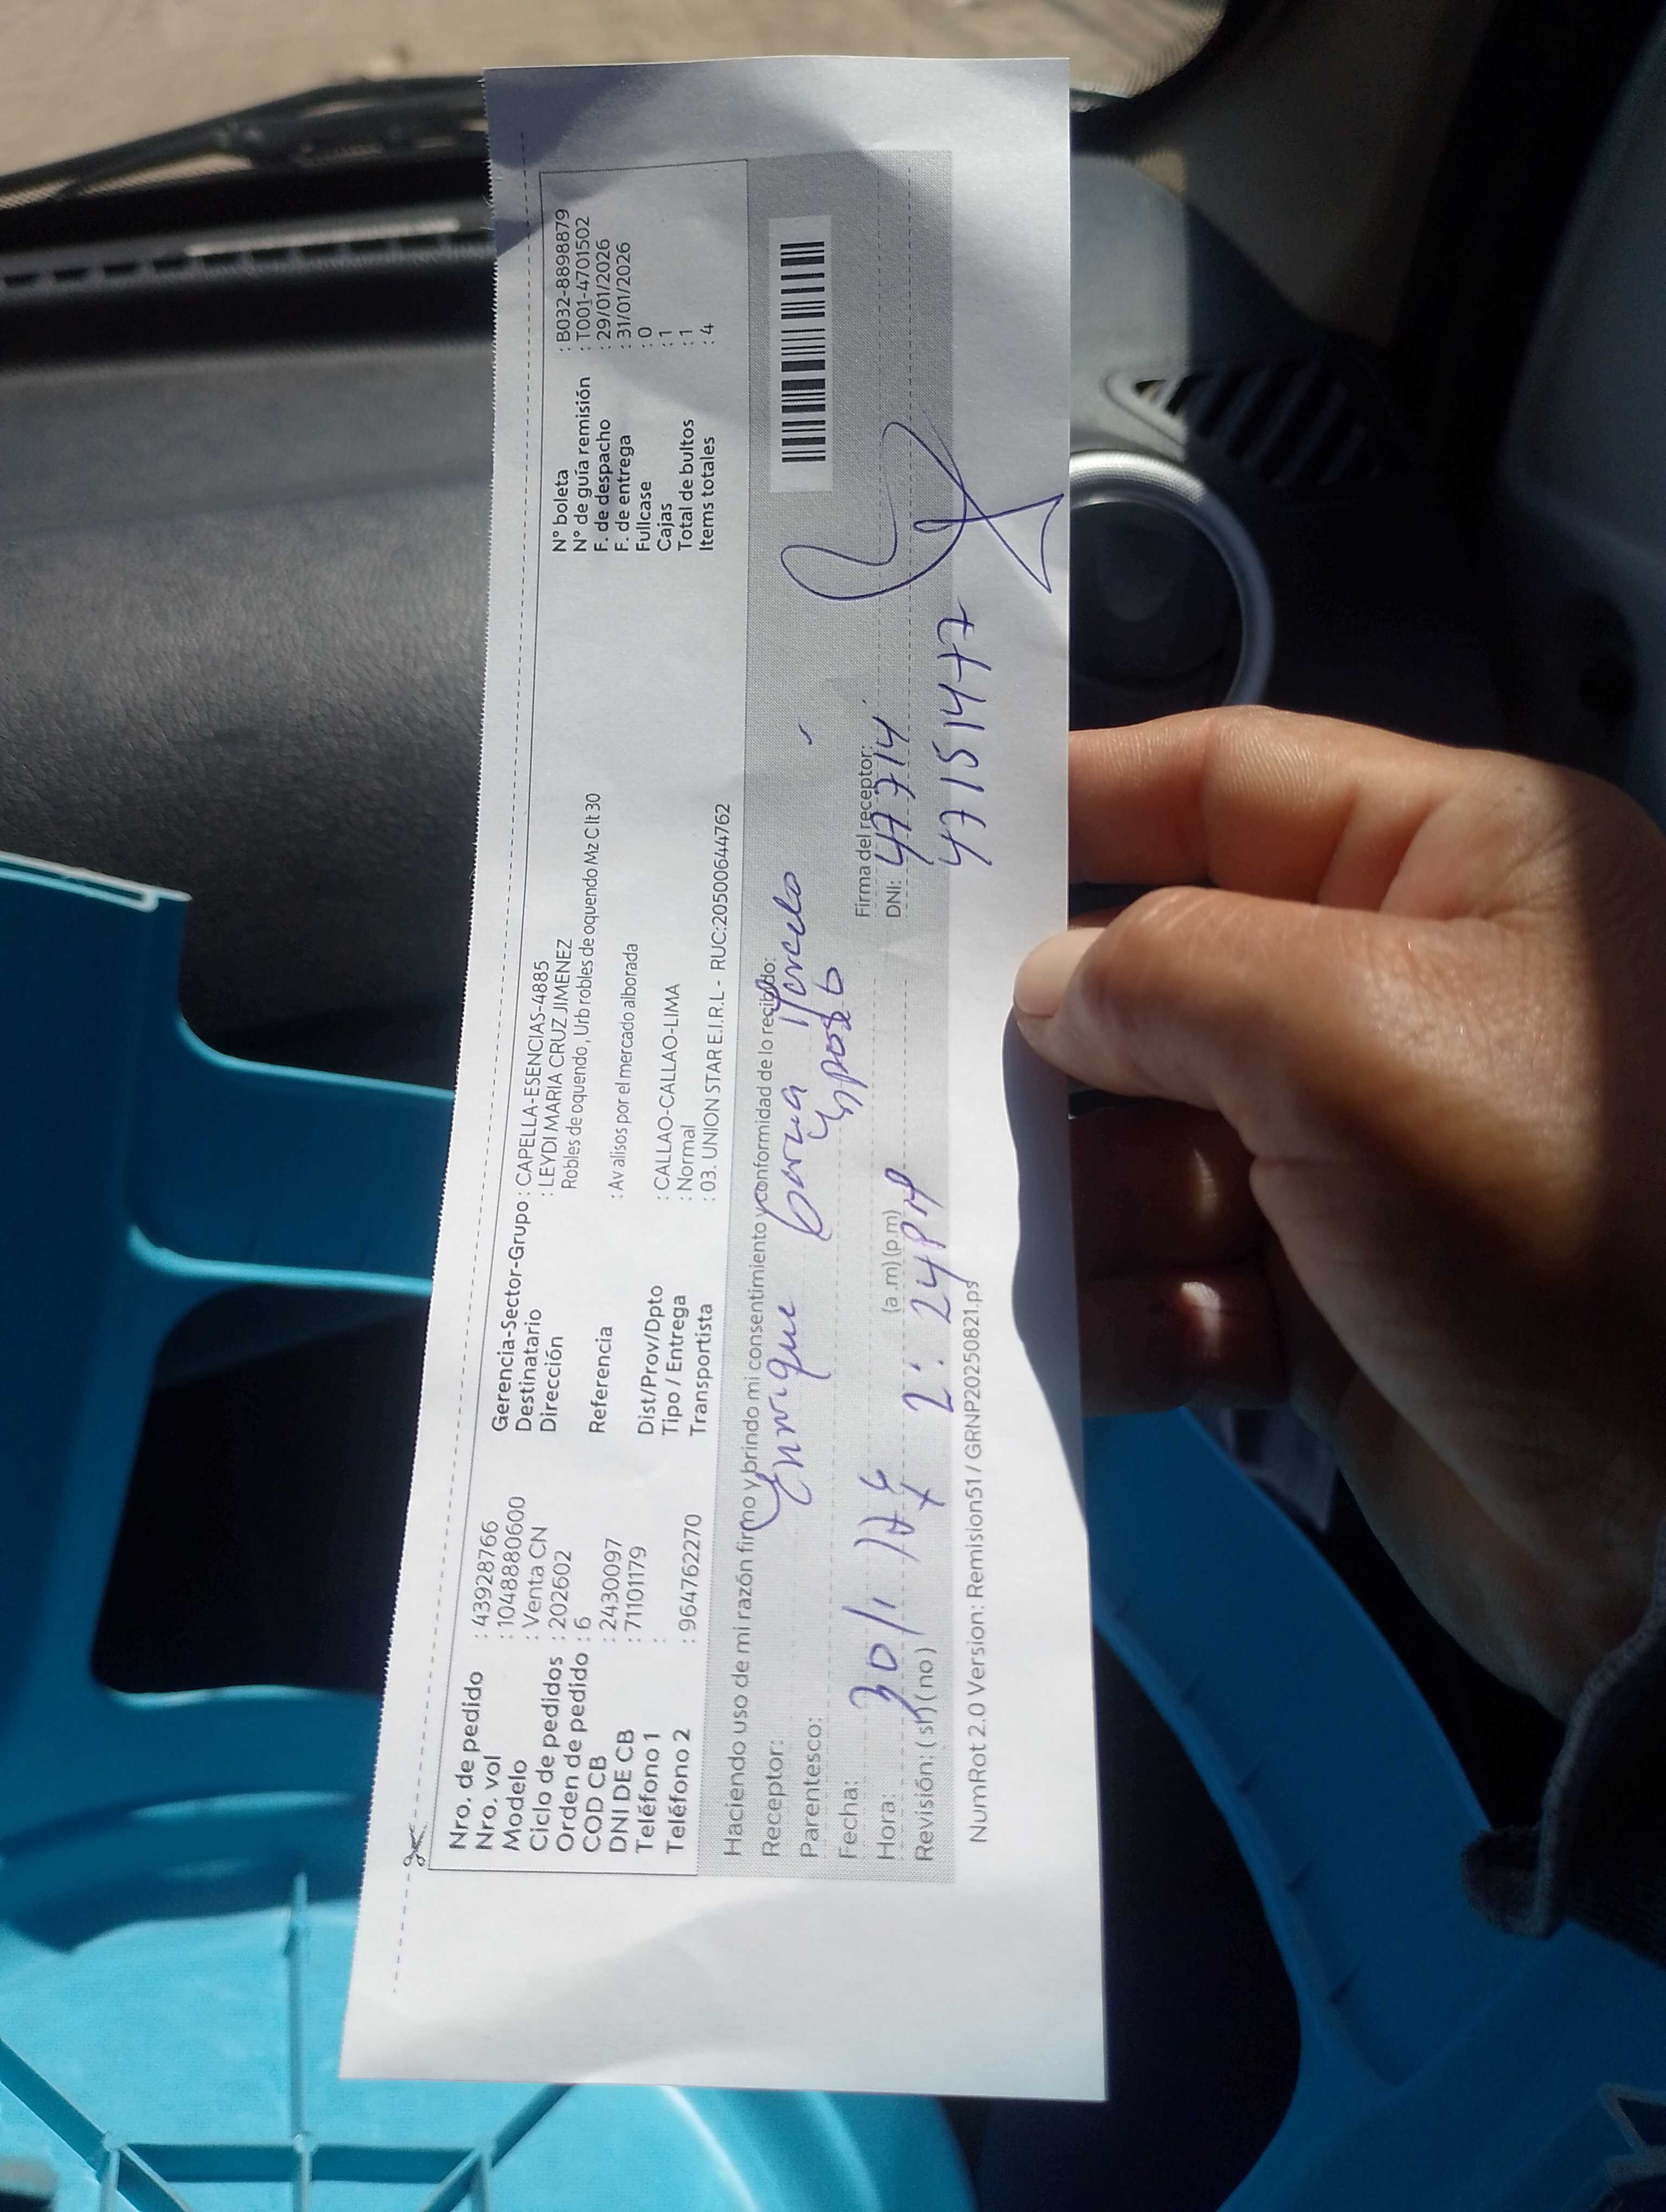 Nro. de pedido : 43928766
Nro. vol : 10488880600
Modelo : Venta CN
Ciclo de pedidos : 202602
Orden de pedido : 6
COD CB : 2430097
DNI DE CB : 71101179
Teléfono 1 :
Teléfono 2 : 964762270
Gerencia-Sector-Grupo : CAPELLA-ESENCIAS-4885
Destinatario : LEYDI MARIA CRUZ JIMENEZ
Dirección Robles de oquendo, Urb robles de oquendo Mz C lt 30
Referencia : Av alisos por el mercado alborada
Dist/Prov/Dpto : CALLAO-CALLAO-LIMA
Tipo / Entrega : Normal
Transportista : 03. UNION STAR E.I.R.L - RUC:20500644762
N° boleta : B032-8898879
N° de guía remisión : T001-4701502
F. de despacho : 29/01/2026
F. de entrega : 31/01/2026
Fullcase : 0
Cajas : 1
Total de bultos : 1
Items totales : 4
Haciendo uso de mi razón firmo y brindo mi consentimiento y conformidad de lo recibido:
Receptor: Enrique
Parentesco:
Fecha: 30/1
Hora: (a.m) (p.m) 2:24 PM
Revisión: (si) (no)
Firma del receptor:
DNI: 47714
47151477
NumRot 2.0 Version: Remision51 / GRNP20250821.ps